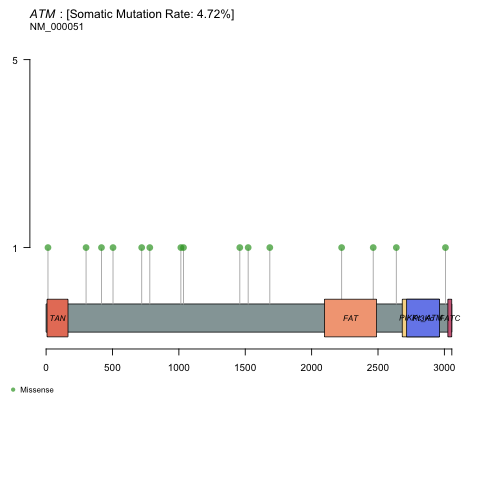 ATM : [Somatic Mutation Rate: 4.72%]
NM_000051
5
1
TAN
FAT
FATC
0 500 1000 1500 2000 2500 3000
Missense